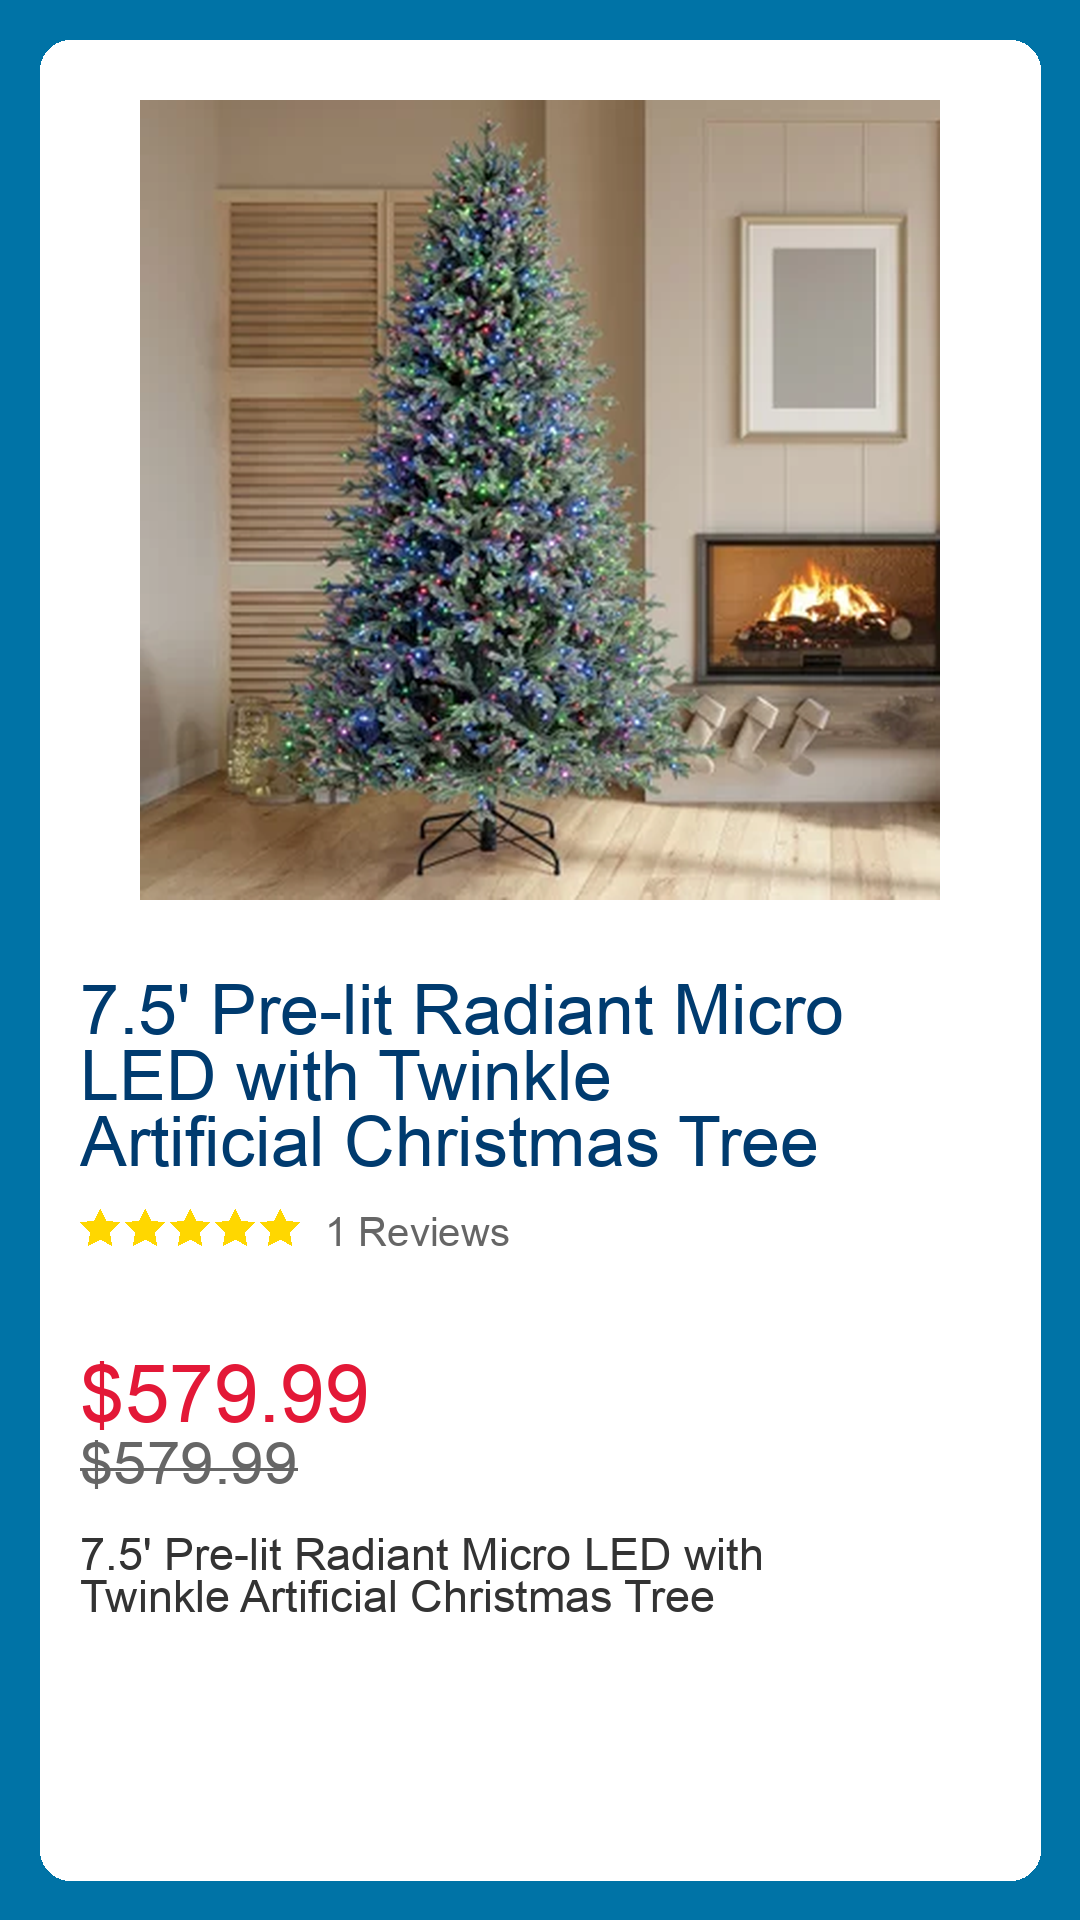 7.5' Pre-lit Radiant Micro
LED with Twinkle
Artificial Christmas Tree
1 Reviews
$579.99
$579.99
7.5' Pre-lit Radiant Micro LED with
Twinkle Artificial Christmas Tree